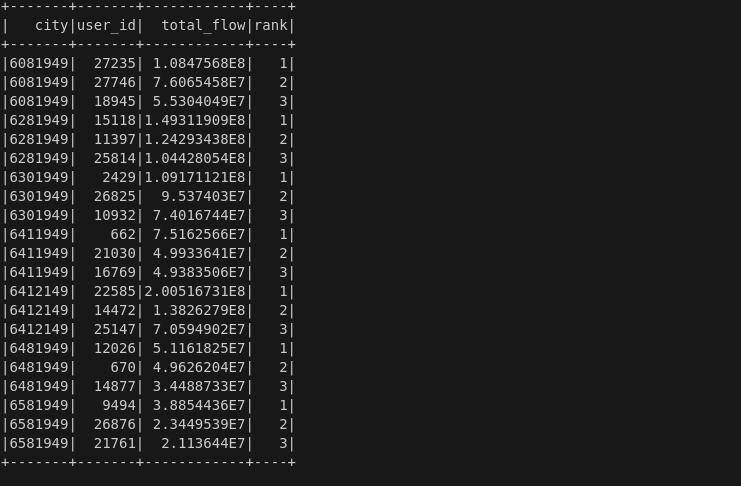 +-------+-------+------------+----+
|   city|user_id|  total_flow|rank|
+-------+-------+------------+----+
|6081949|  27235| 1.0847568E8|   1|
|6081949|  27746| 7.6065458E7|   2|
|6081949|  18945| 5.5304049E7|   3|
|6281949|  15118|1.49311909E8|   1|
|6281949|  11397|1.24293438E8|   2|
|6281949|  25814|1.04428054E8|   3|
|6301949|   2429|1.09171121E8|   1|
|6301949|  26825|  9.537403E7|   2|
|6301949|  10932| 7.4016744E7|   3|
|6411949|    662| 7.5162566E7|   1|
|6411949|  21030| 4.9933641E7|   2|
|6411949|  16769| 4.9383506E7|   3|
|6412149|  22585|2.00516731E8|   1|
|6412149|  14472| 1.3826279E8|   2|
|6412149|  25147| 7.0594902E7|   3|
|6481949|  12026| 5.1161825E7|   1|
|6481949|    670| 4.9626204E7|   2|
|6481949|  14877| 3.4488733E7|   3|
|6581949|   9494| 3.8854436E7|   1|
|6581949|  26876| 2.3449539E7|   2|
|6581949|  21761|  2.113644E7|   3|
+-------+-------+------------+----+